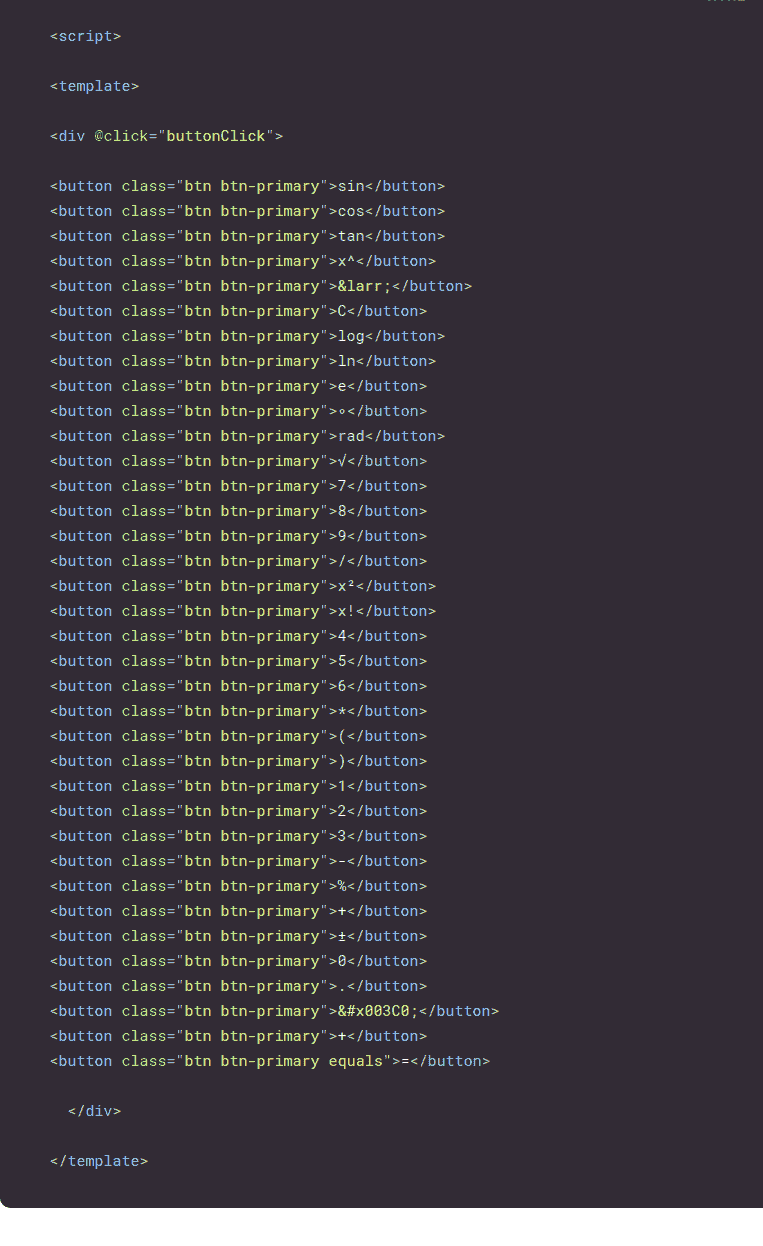 <script>
<template>
<div @click="buttonClick">
<button class="btn btn-primary">sin</button>
<button class="btn btn-primary">cos</button>
<button class="btn btn-primary">tan</button>
<button class="btn btn-primary">x^</button>
<button class="btn btn-primary">&larr;</button>
<button class="btn btn-primary">C</button>
<button class="btn btn-primary">log</button>
<button class="btn btn-primary">ln</button>
<button class="btn btn-primary">e</button>
<button class="btn btn-primary">∘</button>
<button class="btn btn-primary">rad</button>
<button class="btn btn-primary">√</button>
<button class="btn btn-primary">7</button>
<button class="btn btn-primary">8</button>
<button class="btn btn-primary">9</button>
<button class="btn btn-primary">/</button>
<button class="btn btn-primary">x²</button>
<button class="btn btn-primary">x!</button>
<button class="btn btn-primary">4</button>
<button class="btn btn-primary">5</button>
<button class="btn btn-primary">6</button>
<button class="btn btn-primary">*</button>
<button class="btn btn-primary">(</button>
<button class="btn btn-primary">)</button>
<button class="btn btn-primary">1</button>
<button class="btn btn-primary">2</button>
<button class="btn btn-primary">3</button>
<button class="btn btn-primary">-</button>
<button class="btn btn-primary">%</button>
<button class="btn btn-primary">+</button>
<button class="btn btn-primary">±</button>
<button class="btn btn-primary">0</button>
<button class="btn btn-primary">.</button>
<button class="btn btn-primary">&#x003C0;</button>
<button class="btn btn-primary">+</button>
<button class="btn btn-primary equals">=</button>
</div>
</template>